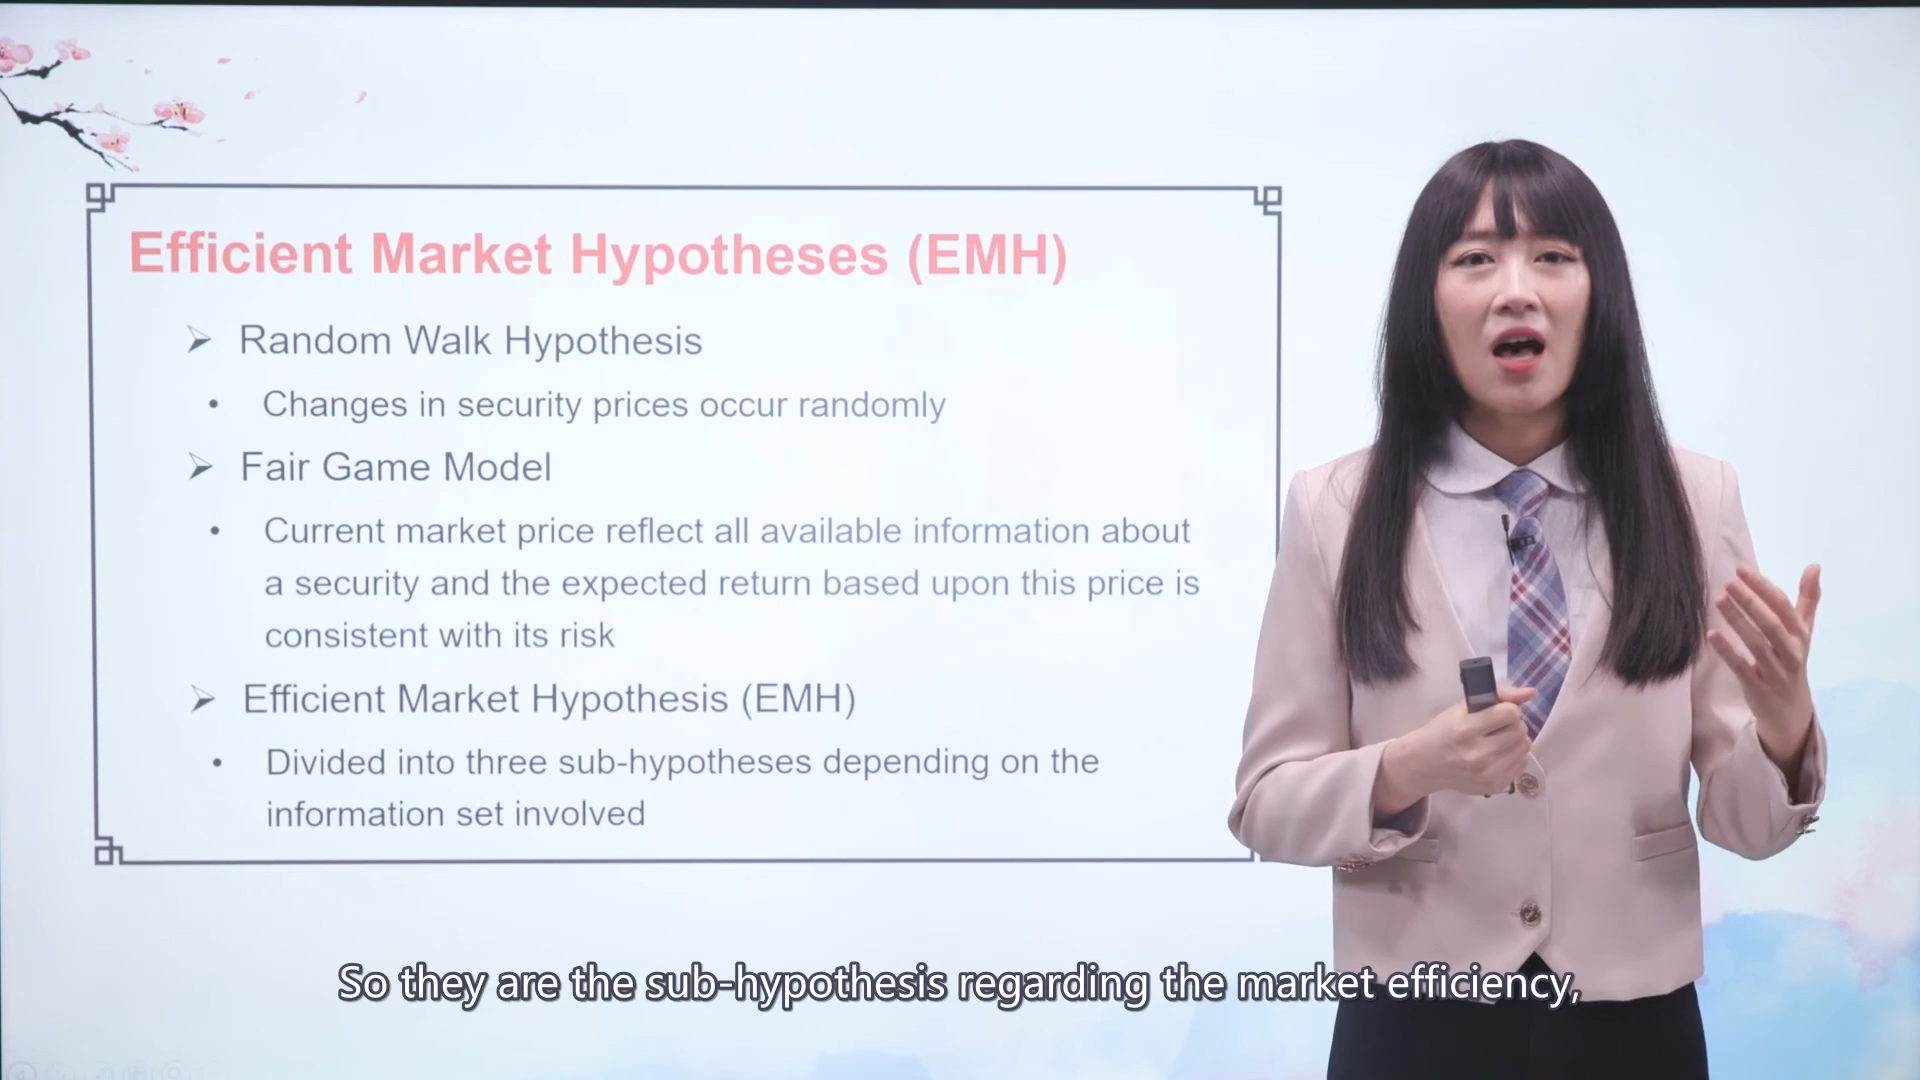 Efficient Market Hypotheses (EMH)
➢ Random Walk Hypothesis
• Changes in security prices occur randomly
➢ Fair Game Model
• Current market price reflect all available information about
a security and the expected return based upon this price is
consistent with its risk
➢ Efficient Market Hypothesis (EMH)
• Divided into three sub-hypotheses depending on the
information set involved
So they are the sub-hypothesis regarding the market efficiency,